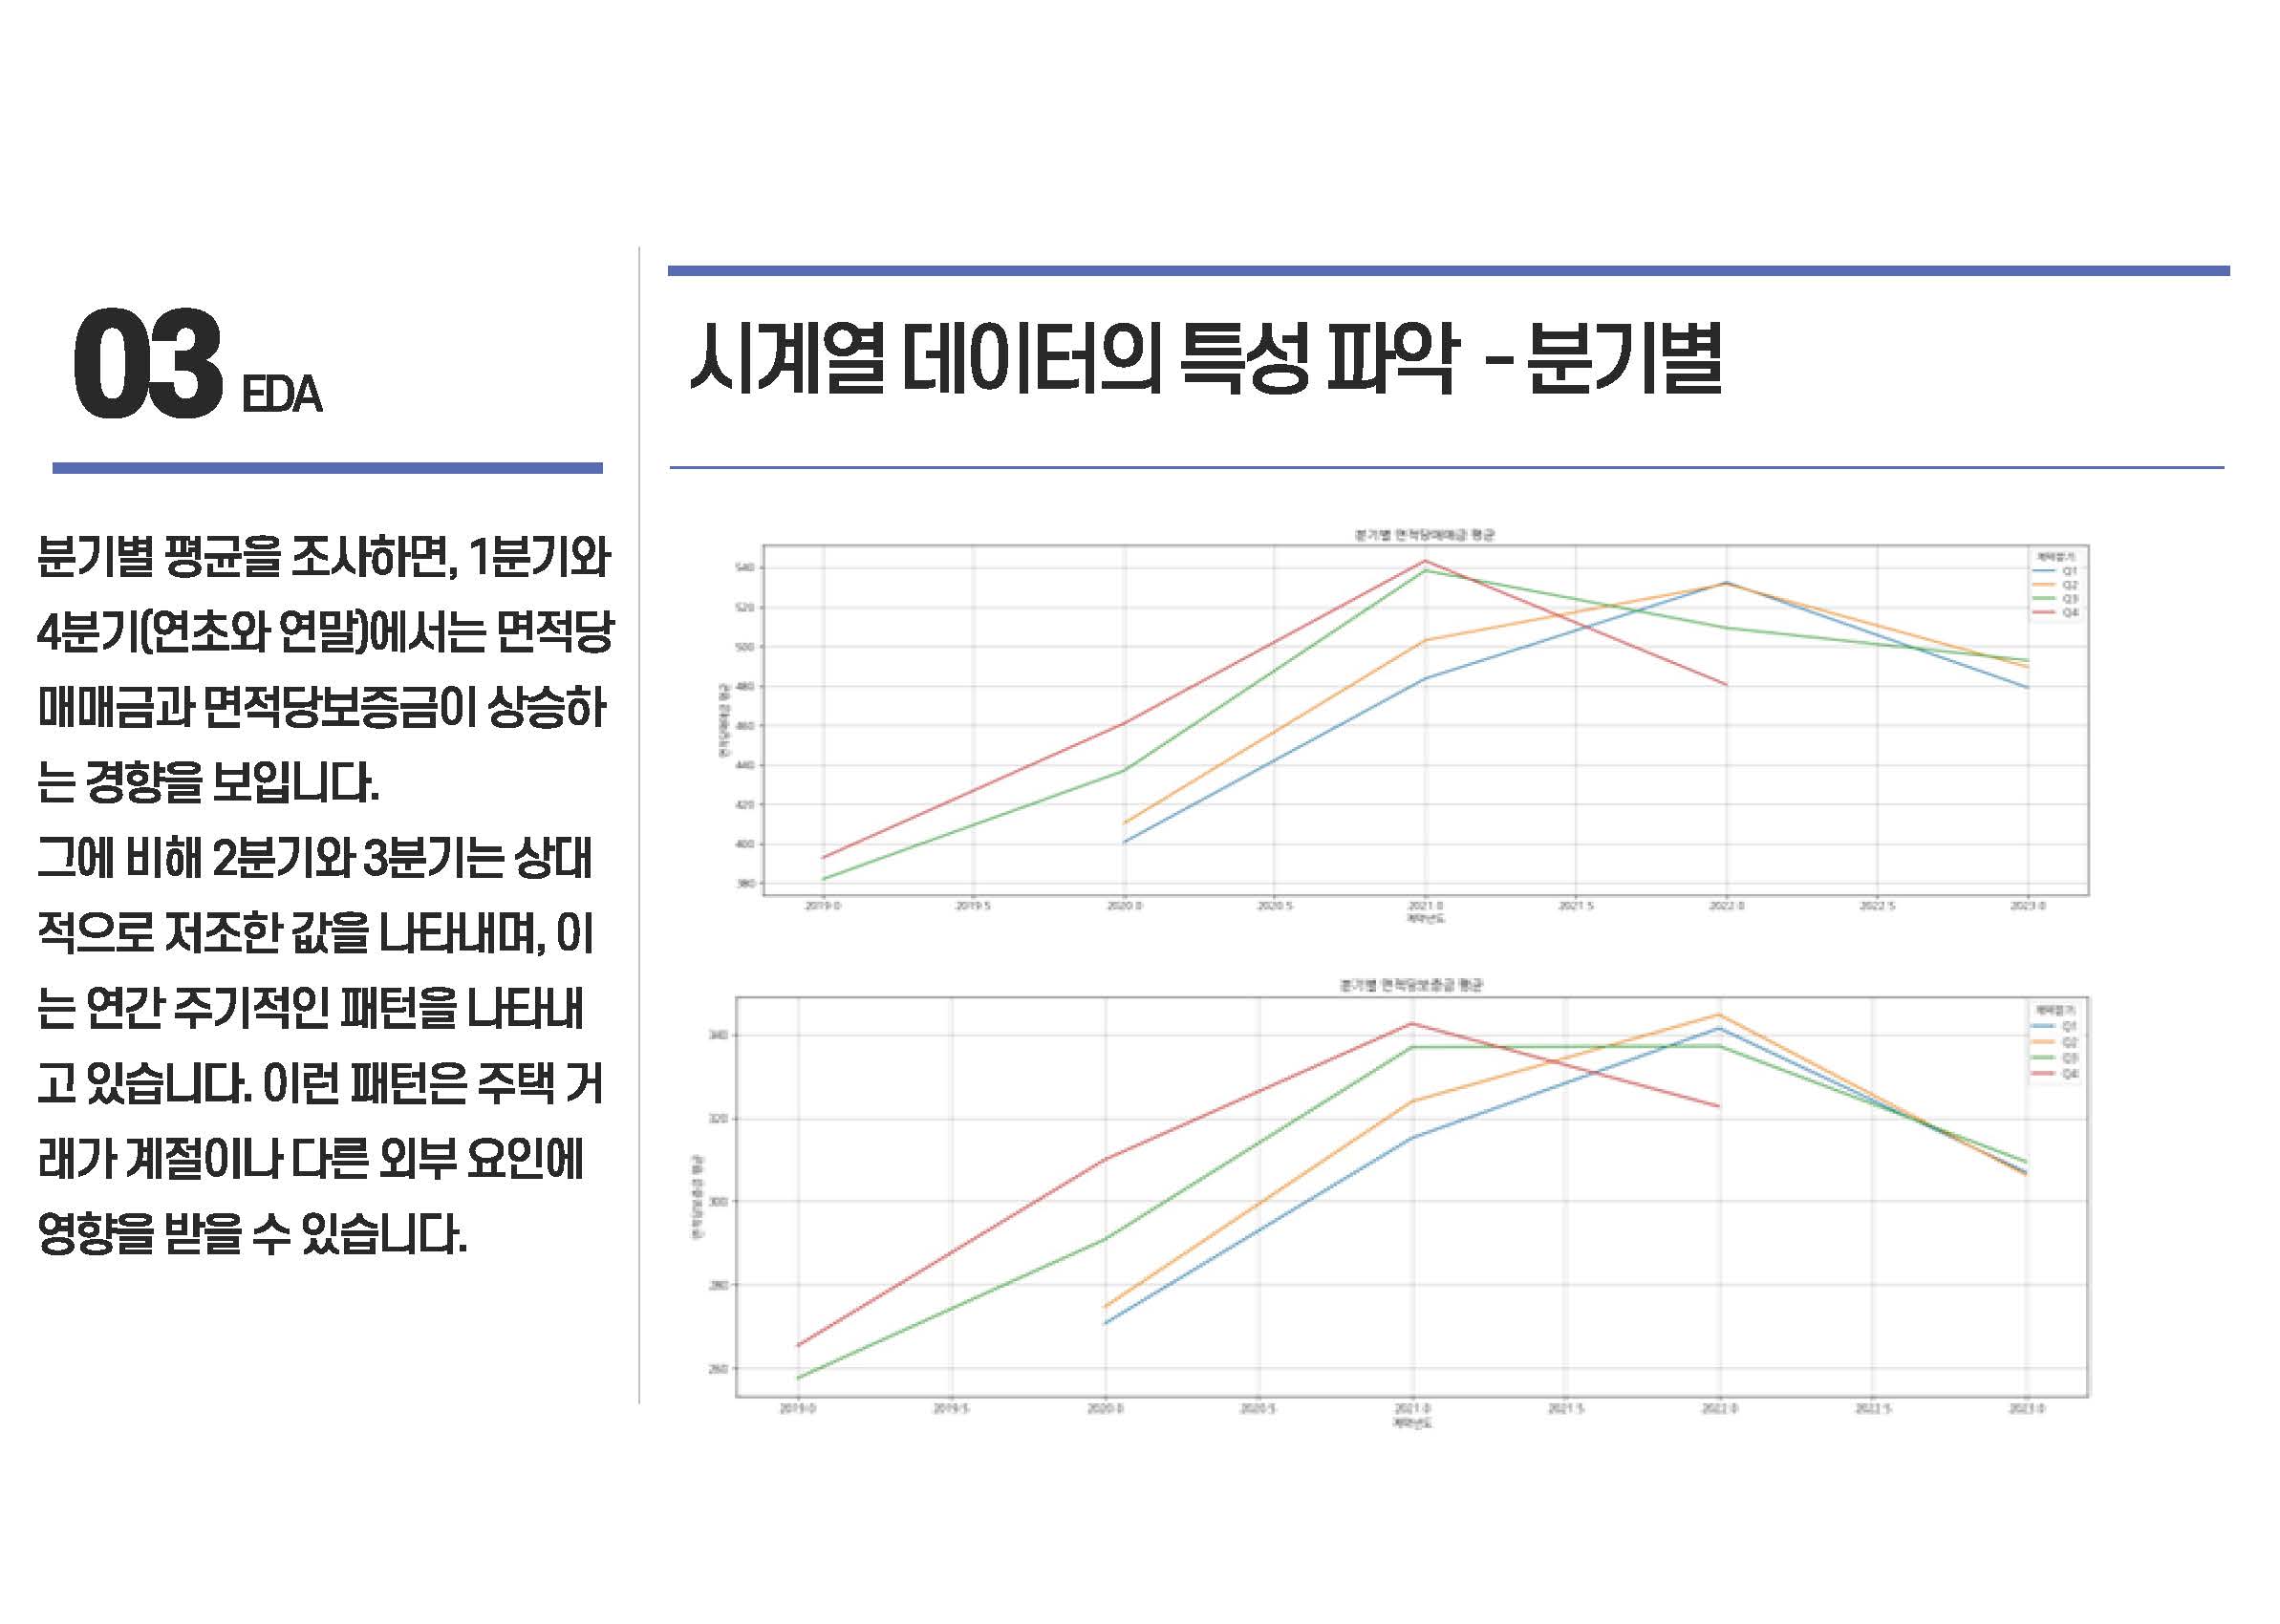 03 EDA
시계열 데이터의 특성 파악 - 분기별
분기별 평균을 조사하면, 1분기와
4분기(연초와 연말)에서는 면적당
매매금과 면적당보증금이 상승하
는 경향을 보입니다.
그에 비해 2분기와 3분기는 상대
적으로 저조한 값을 나타내며, 이
는 연간 주기적인 패턴을 나타내
고 있습니다. 이런 패턴은 주택 거
래가 계절이나 다른 외부 요인에
영향을 받을 수 있습니다.
분기별 면적당매매금 평균
면적당매매금 평균
540
520
500
480
460
440
420
400
380
2019.0 2019.5 2020.0 2020.5 2021.0 2021.5 2022.0 2022.5 2023.0
계약년도
계약분기
Q1
Q2
Q3
Q4
분기별 면적당보증금 평균
면적당보증금 평균
340
320
300
280
260
2019.0 2019.5 2020.0 2020.5 2021.0 2021.5 2022.0 2022.5 2023.0
계약년도
계약분기
Q1
Q2
Q3
Q4